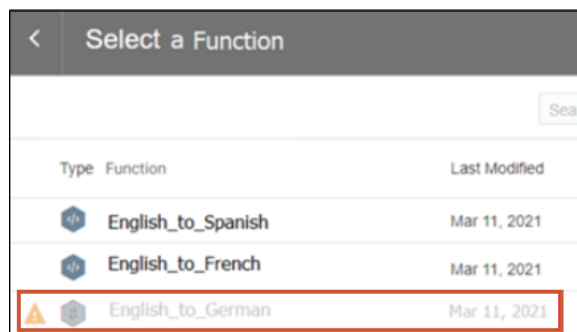 Select a Function
Sea
Type Function Last Modified
English_to_Spanish Mar 11, 2021
English_to_French Mar 11, 2021
English_to_German Mar 11, 2021